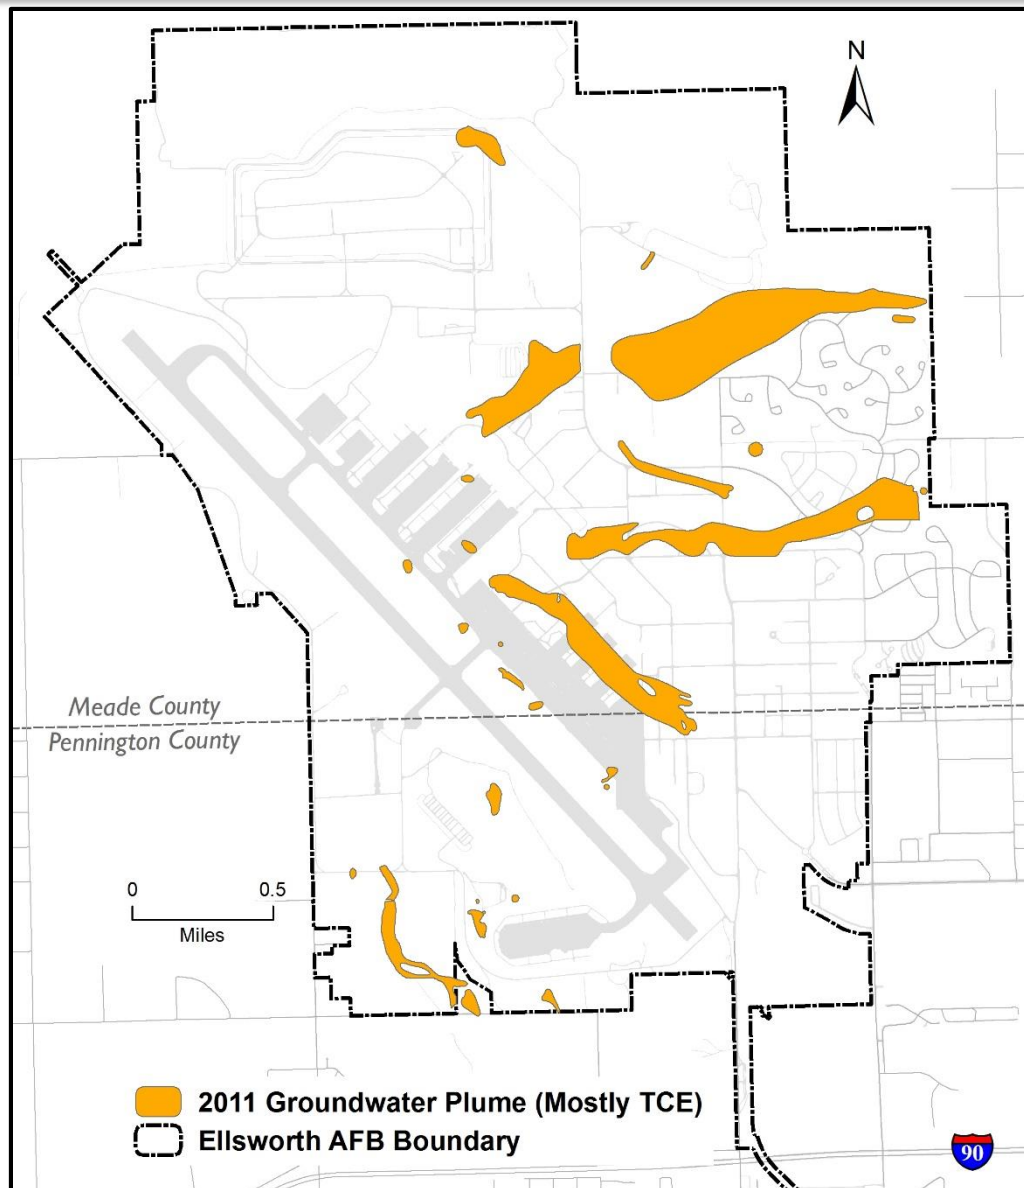 N
Meade County
Pennington County
0 0.5
Miles
2011 Groundwater Plume (Mostly TCE)
Ellsworth AFB Boundary
90